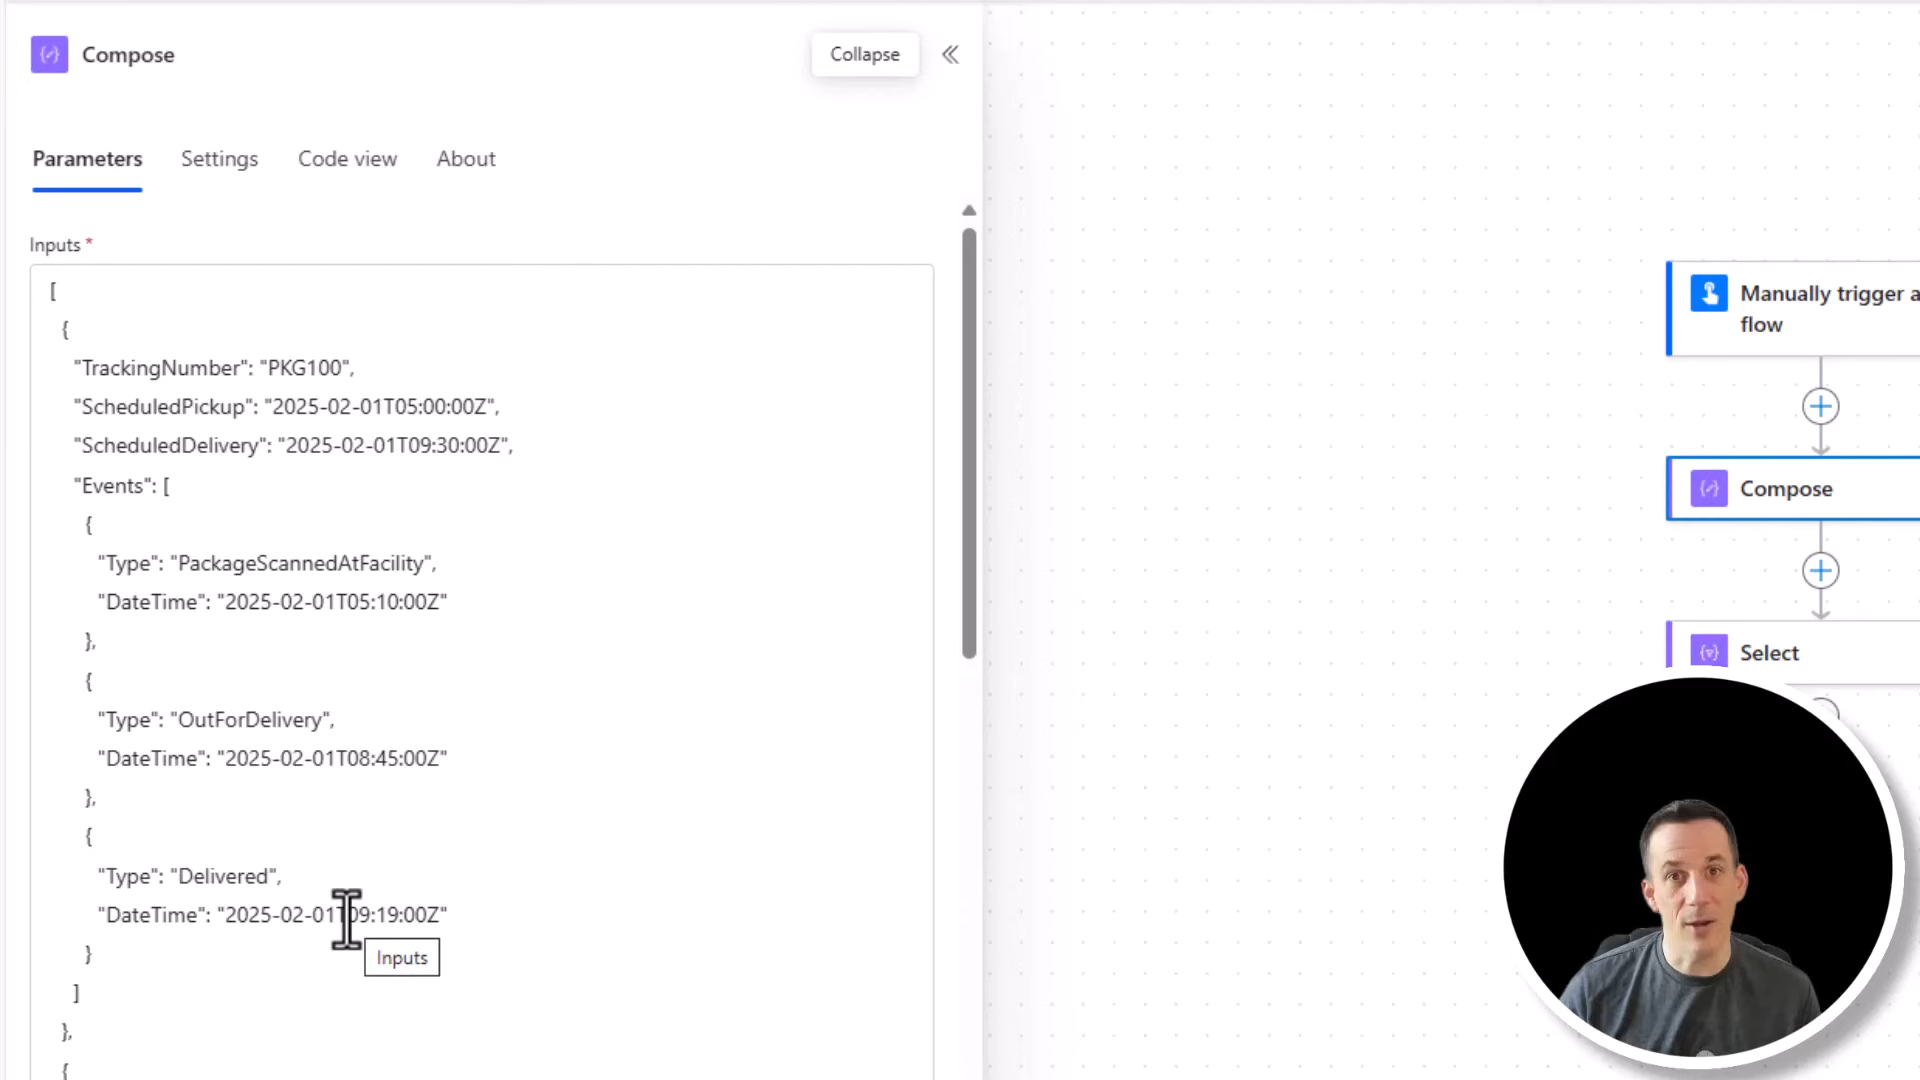 Compose
Collapse
Parameters
Settings
Code view
About
Inputs *
[
{
"TrackingNumber": "PKG100",
"ScheduledPickup": "2025-02-01T05:00:00Z",
"ScheduledDelivery": "2025-02-01T09:30:00Z",
"Events": [
{
"Type": "PackageScannedAtFacility",
"DateTime": "2025-02-01T05:10:00Z"
},
{
"Type": "OutForDelivery",
"DateTime": "2025-02-01T08:45:00Z"
},
{
"Type": "Delivered",
"DateTime": "2025-02-01T09:19:00Z"
}
]
},
{
Inputs
Manually trigger a
flow
Compose
Select